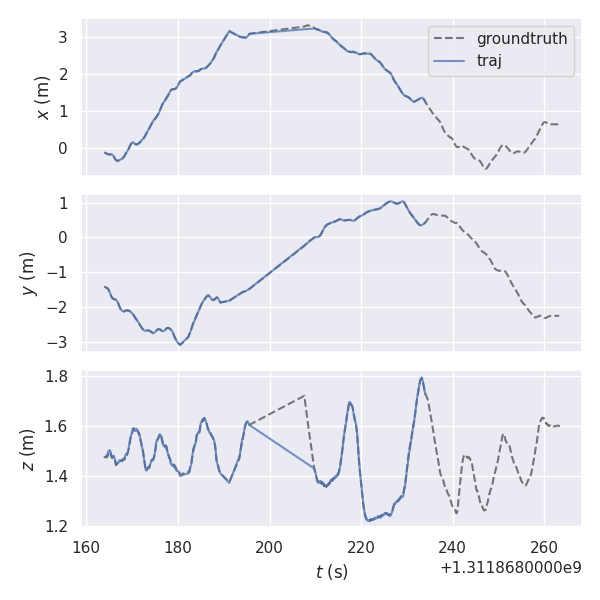 3
2
1
0
x (m)
groundtruth
traj
1
0
−1
−2
−3
y (m)
1.8
1.6
1.4
1.2
z (m)
160 180 200 220 240 260
t (s)
+1.3118680000e9